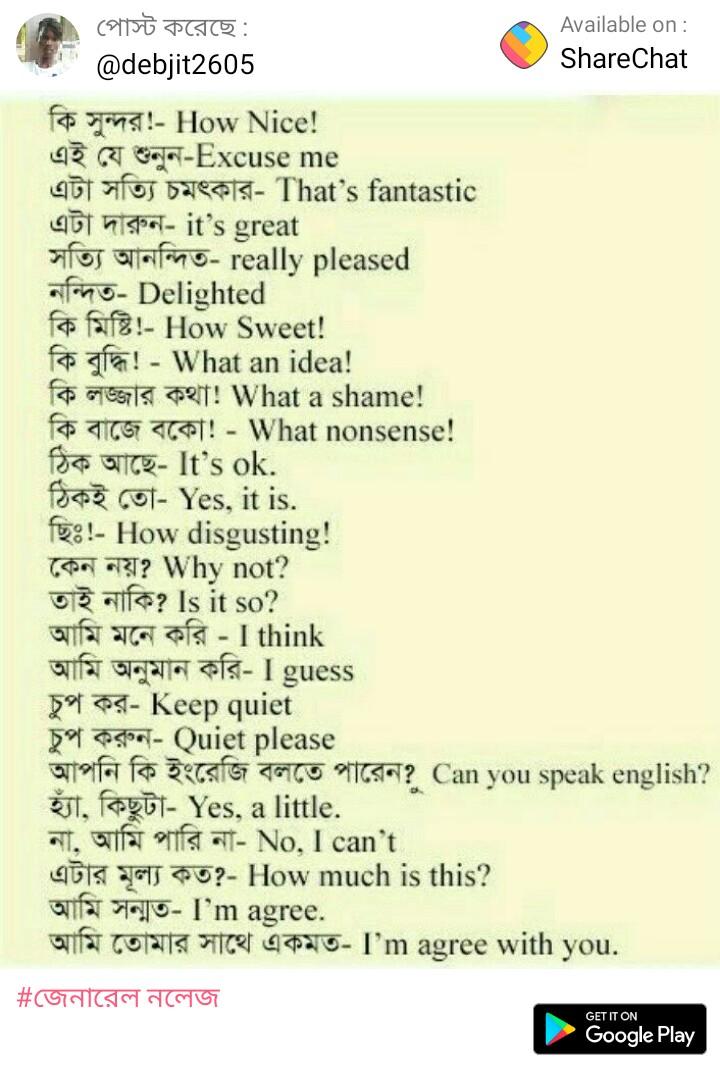 পোস্ট করেছে :
@debjit2605
Available on :
ShareChat
কি সুন্দর!- How Nice!
এই যে শুনুন-Excuse me
এটা সত্যি চমৎকার- That's fantastic
এটা দারুন- it's great
সত্যি আনন্দিত- really pleased
নন্দিত- Delighted
কি মিষ্টি!- How Sweet!
কি বুদ্ধি! - What an idea!
কি লজ্জার কথা! What a shame!
কি বাজে বকো! - What nonsense!
ঠিক আছে- It's ok.
ঠিকই তো- Yes, it is.
ছিঃ!- How disgusting!
কেন নয়? Why not?
তাই নাকি? Is it so?
আমি মনে করি - I think
আমি অনুমান করি- I guess
চুপ কর- Keep quiet
চুপ করুন- Quiet please
আপনি কি ইংরেজি বলতে পারেন? Can you speak english?
হ্যাঁ, কিছুটা- Yes, a little.
না, আমি পারি না- No, I can't
এটার মূল্য কত?- How much is this?
আমি সন্মত- I'm agree.
আমি তোমার সাথে একমত- I'm agree with you.
#জেনারেল নলেজ
GET IT ON
Google Play